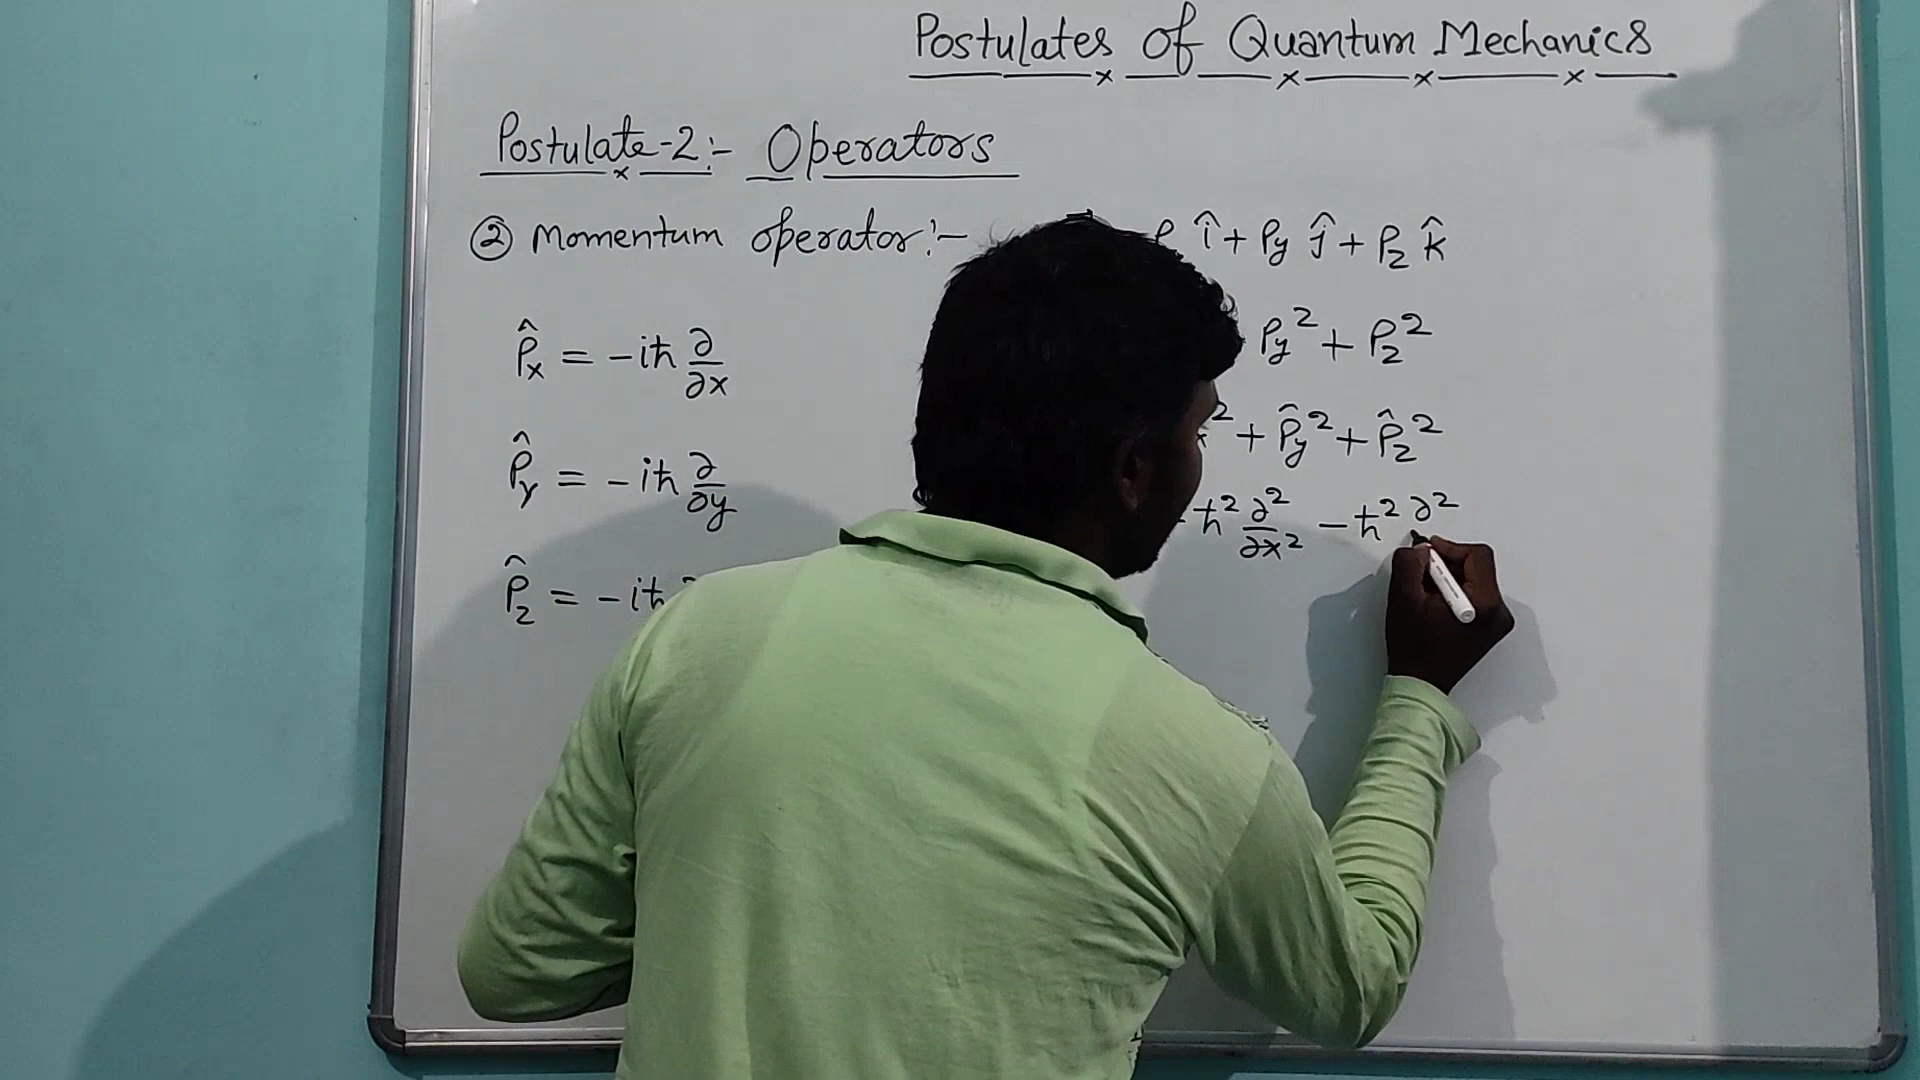 Postulates of Quantum Mechanics
Postulate-2:- Operators
② Momentum operator:-
î + Py ĵ + Pz k̂
P̂x = -iħ ∂/∂x
Py² + Pz²
P̂y = -iħ ∂/∂y
² + P̂y² + P̂z²
P̂z = -iħ
ħ² ∂²/∂x² - ħ² ∂²